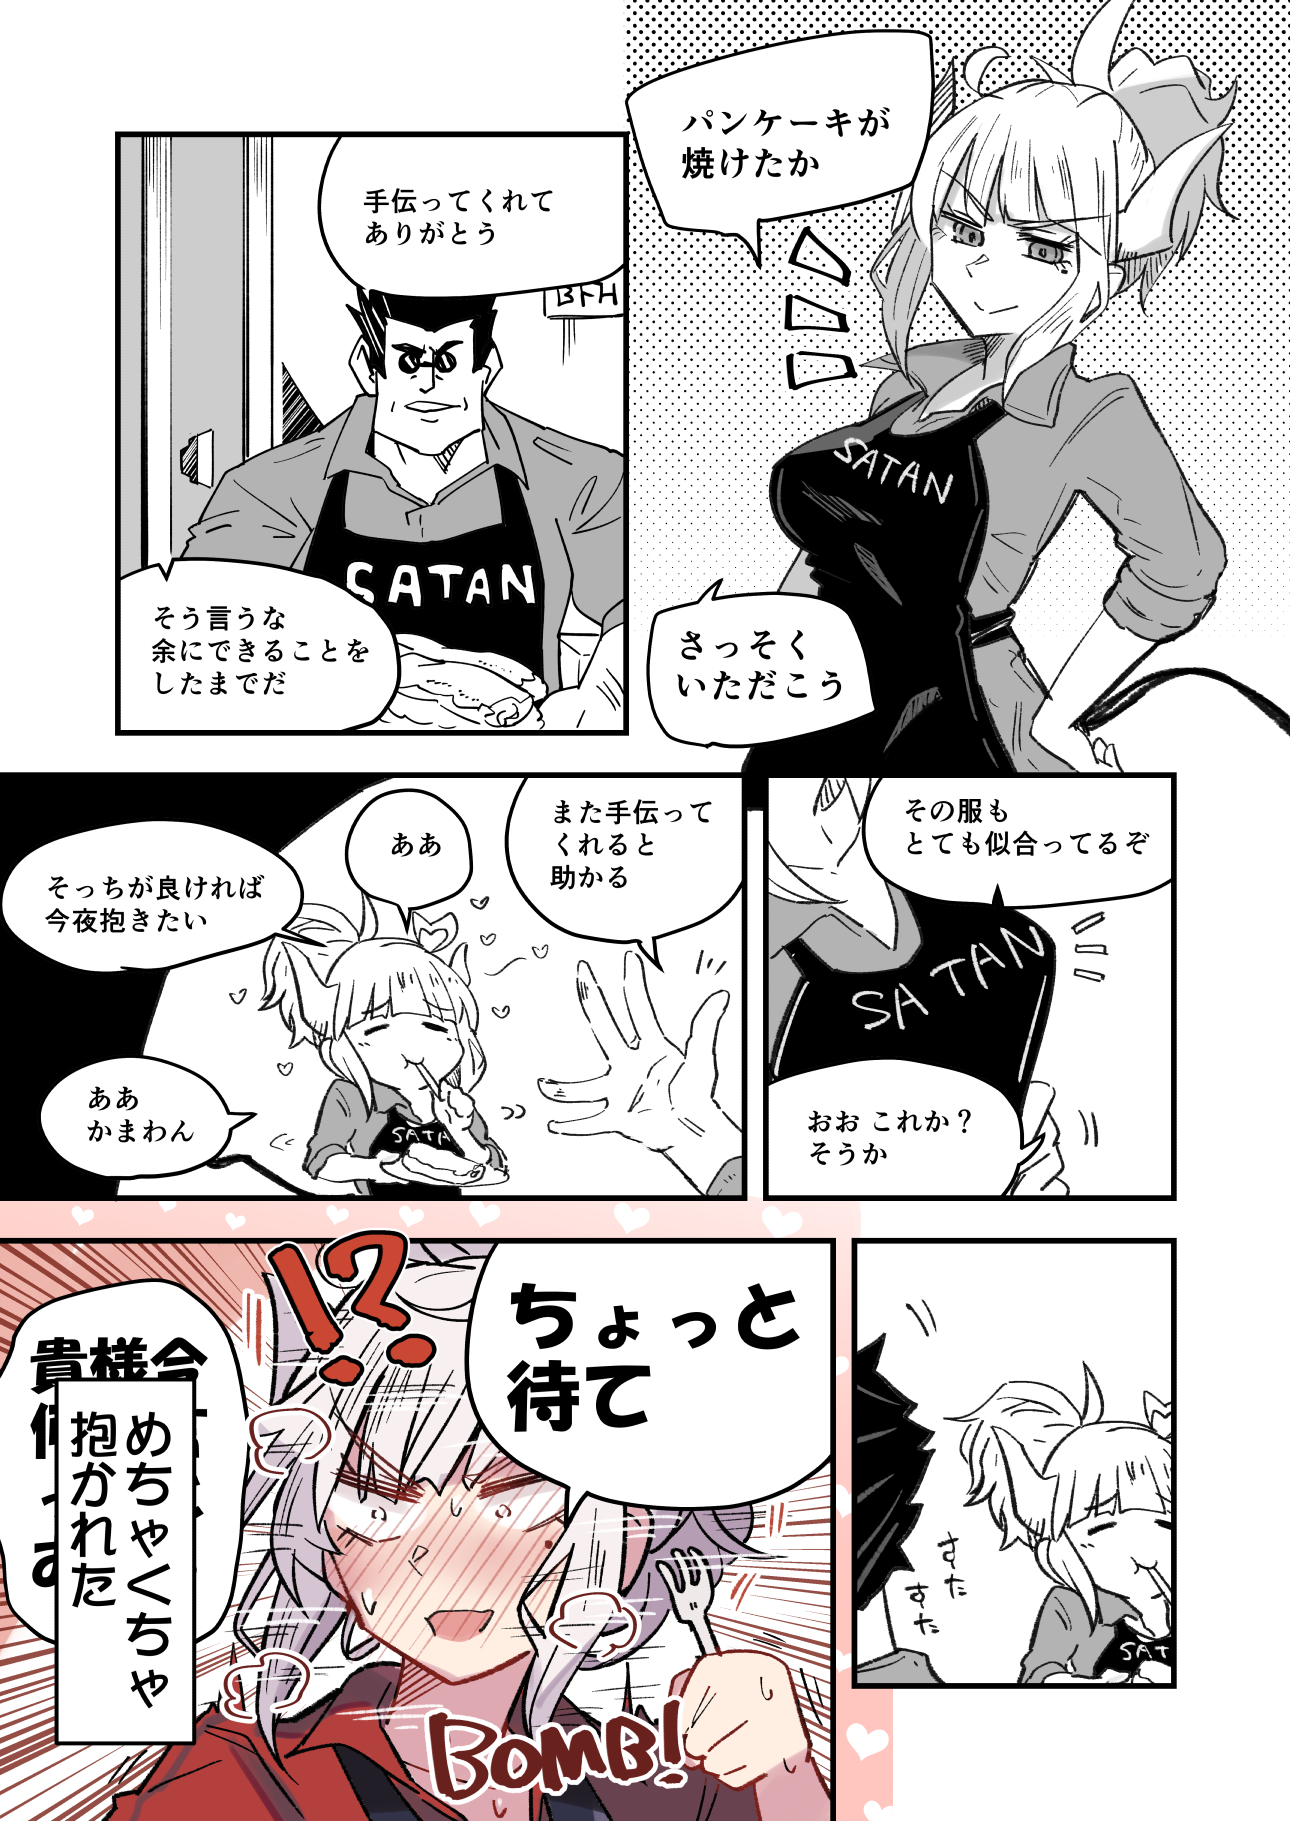 パンケーキが
焼けたか
SATAN
さっそく
いただこう
手伝ってくれて
ありがとう
BFH
SATAN
そう言うな
余にできることを
したまでだ
その服も
とても似合ってるぞ
SATAN
おお これか？
そうか
また手伝って
くれると
助かる
ああ
そっちが良ければ
今夜抱きたい
SATA
ああ
かまわん
すた
すた
SAT
ちょっと
待て
!?
貴様今
めちゃくちゃ
抱かれた
BOMB!